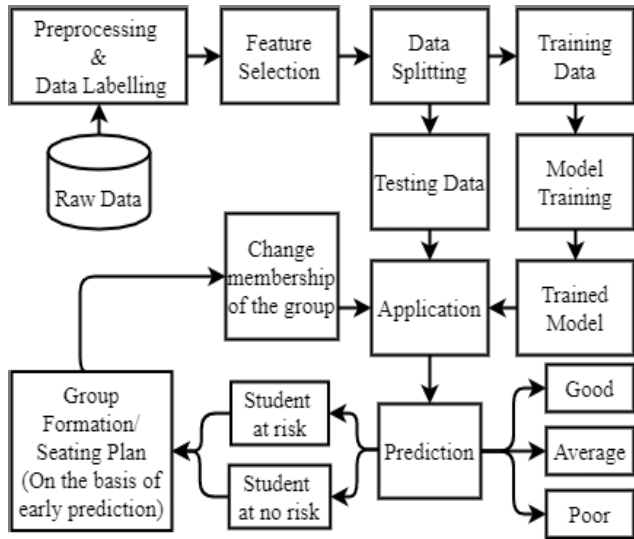 Preprocessing
&
Data Labelling
Feature
Selection
Data
Splitting
Training
Data
Raw Data
Testing Data
Model
Training
Change
membership
of the group
Application
Trained
Model
Group
Formation/
Seating Plan
(On the basis of
early prediction)
Student
at risk
Student
at no risk
Prediction
Good
Average
Poor